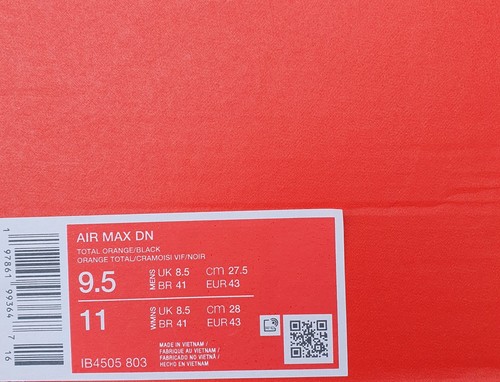 AIR MAX DN
TOTAL ORANGE/BLACK
ORANGE TOTAL/CRAMOISI VIF/NOIR
9.5 MENS UK 8.5 cm 27.5
BR 41 EUR 43
11 WMNS UK 8.5 cm 28
BR 41 EUR 43
MADE IN VIETNAM /
FABRIQUÉ AU VIETNAM /
FABRICADO NO VIETNÃ /
HECHO EN VIETNAM
IB4505 803
1 97861 99364 7 16